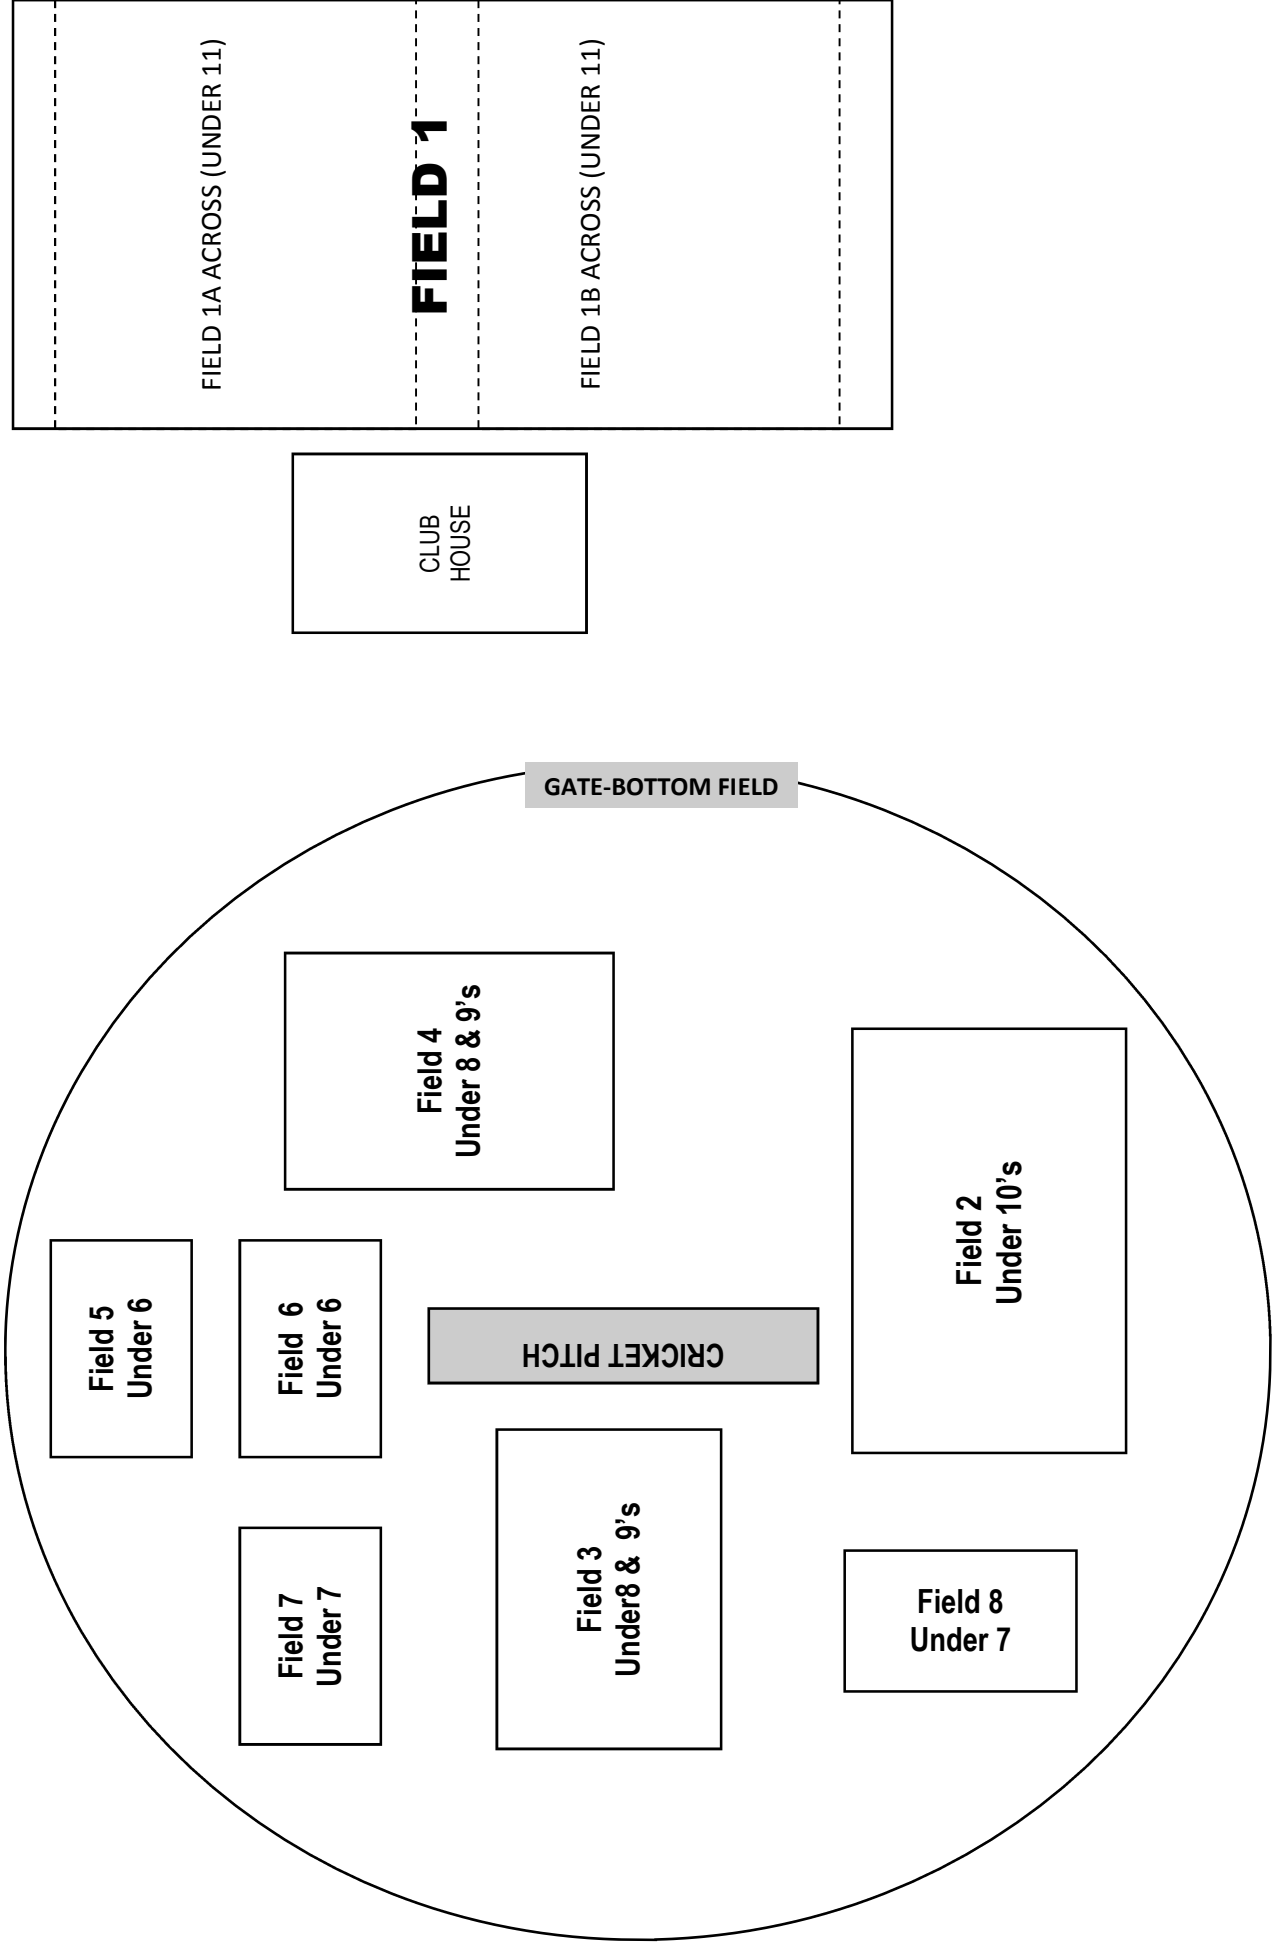 FIELD 1A ACROSS (UNDER 11)
FIELD 1
FIELD 1B ACROSS (UNDER 11)
CLUB
HOUSE
GATE-BOTTOM FIELD
Field 4
Under 8 & 9’s
Field 2
Under 10’s
Field 5
Under 6
Field  6
Under 6
CRICKET PITCH
Field 7
Under 7
Field 3
Under8 &  9’s
Field 8
Under 7